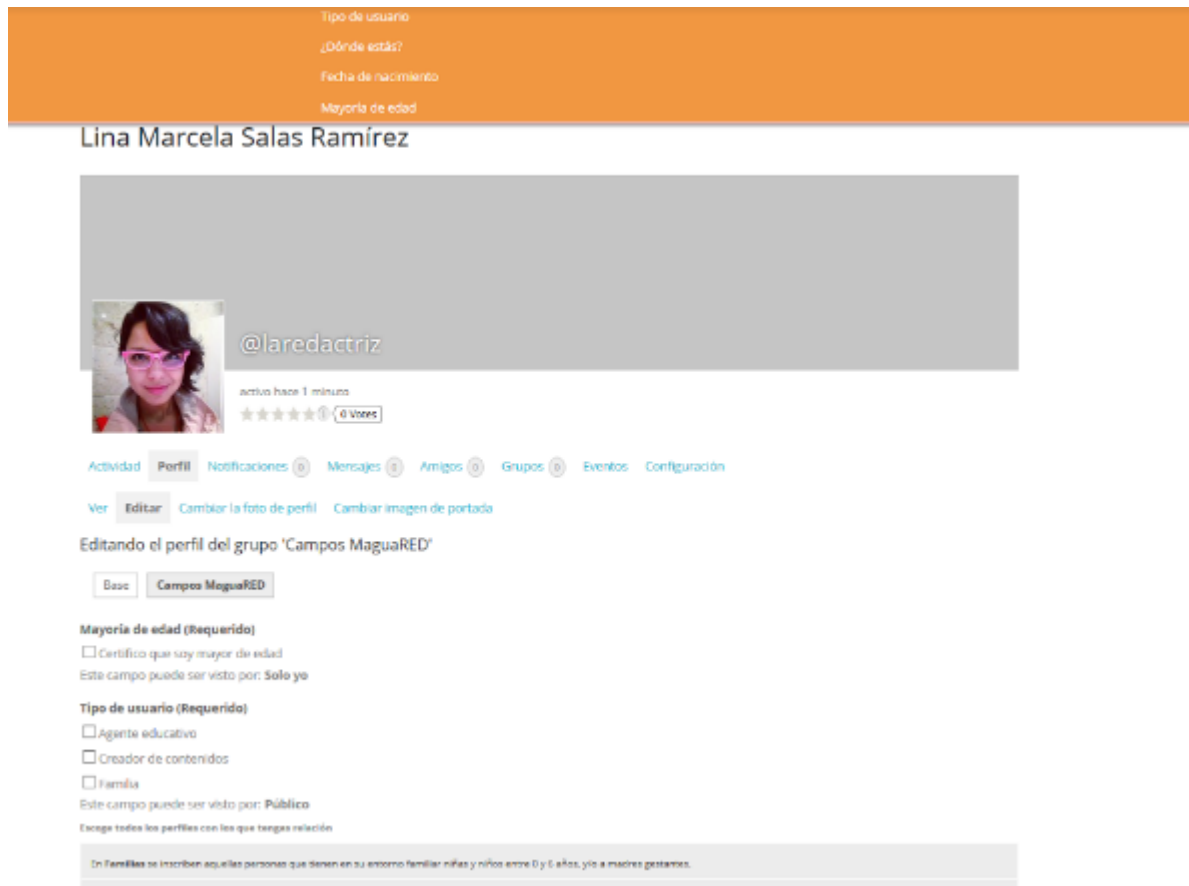 Tipo de usuario
¿Dónde estás?
Fecha de nacimiento
Mayoría de edad
Lina Marcela Salas Ramírez
@laredactriz
activo hace 1 minuto
0 Votes
Actividad Perfil Notificaciones 0 Mensajes 0 Amigos 0 Grupos 0 Eventos Configuración
Ver Editar Cambiar la foto de perfil Cambiar imagen de portada
Editando el perfil del grupo 'Campos MaguaRED'
Base Campos MaguaRED
Mayoría de edad (Requerido)
Certifico que soy mayor de edad
Este campo puede ser visto por: Solo yo
Tipo de usuario (Requerido)
Agente educativo
Creador de contenidos
Familia
Este campo puede ser visto por: Público
Escoge todos los perfiles con los que tengas relación
En Familias se inscriben aquellas personas que tienen en su entorno familiar niñas y niños entre 0 y 6 años, y/o a madres gestantes.